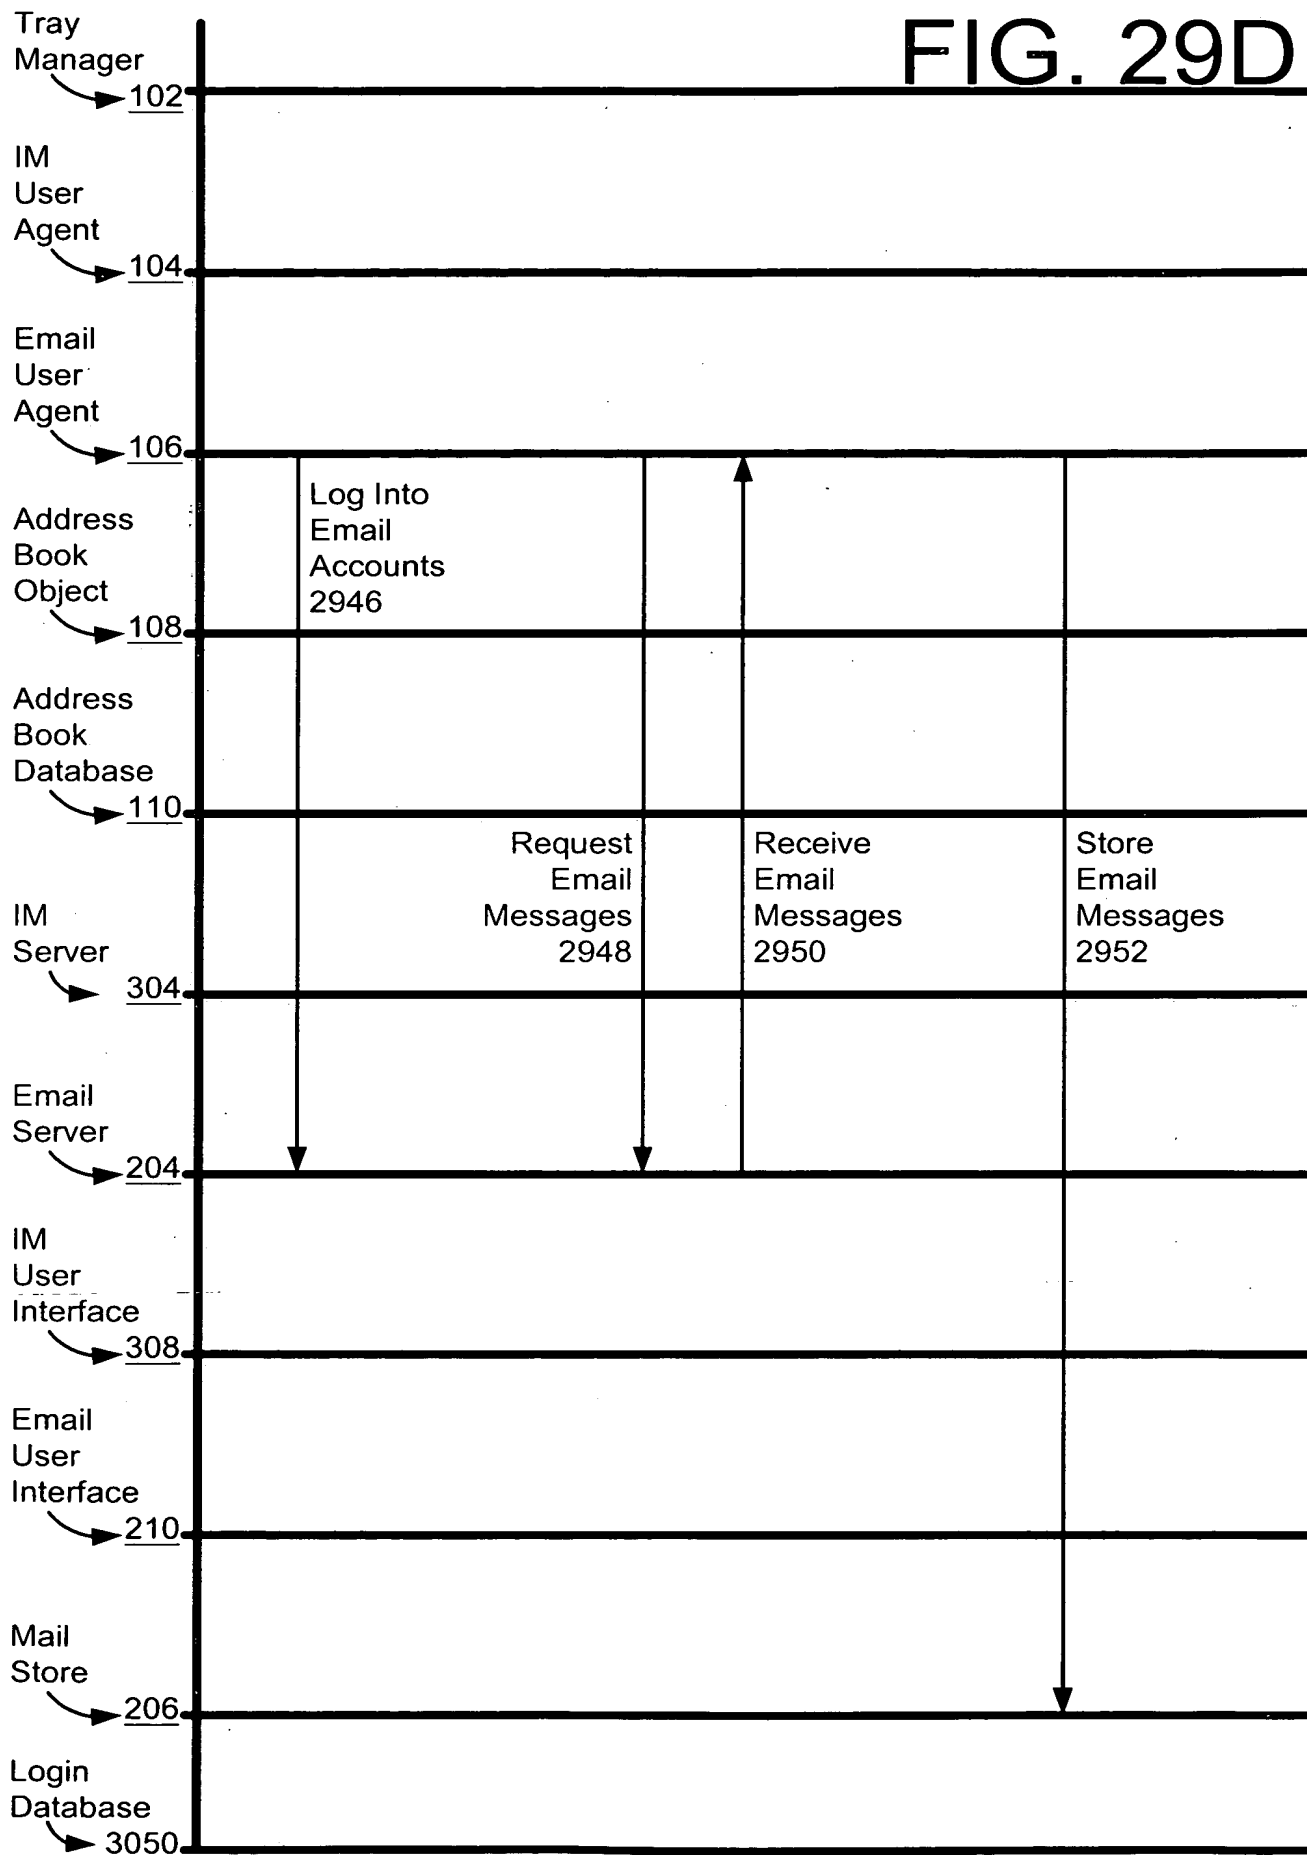 FIG. 29D
Tray
Manager
102
IM
User
Agent
104
Email
User
Agent
106
Log Into
Email
Accounts
2946
Address
Book
Object
108
Address
Book
Database
110
Request
Email
Messages
2948
Receive
Email
Messages
2950
Store
Email
Messages
2952
IM
Server
304
Email
Server
204
IM
User
Interface
308
Email
User
Interface
210
Mail
Store
206
Login
Database
3050